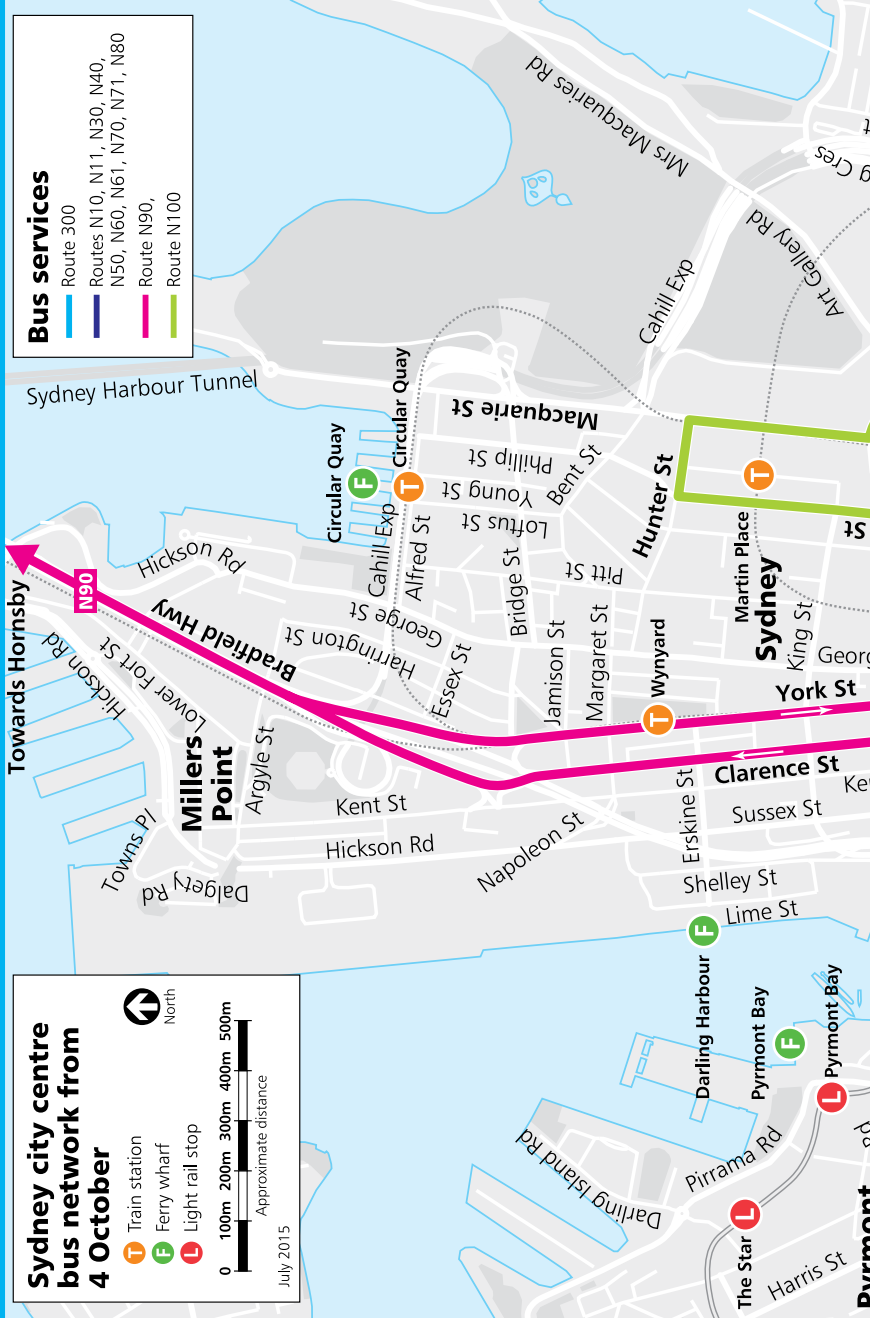 Sydney city centre
bus network from
4 October
T Train station
F Ferry wharf
L Light rail stop
North
0 100m 200m 300m 400m 500m
Approximate distance
July 2015
Bus services
Route 300
Routes N10, N11, N30, N40,
N50, N60, N61, N70, N71, N80
Route N90,
Route N100
Towards Hornsby
N90
Sydney Harbour Tunnel
Hickson Rd
Lower Fort St
Hickson Rd
Bradfield Hwy
Millers
Point
Argyle St
Towns Pl
Dalgety Rd
Kent St
Hickson Rd
Napoleon St
Harrington St
George St
Essex St
Cahill Exp
Alfred St
Circular Quay
F
Circular Quay
T
Macquarie St
Phillip St
Young St
Loftus St
Bent St
Bridge St
Pitt St
Hunter St
Jamison St
Margaret St
Wynyard
T
Martin Place
T
Sydney
King St
Georg
St
York St
Clarence St
Erskine St
Sussex St
Ke
Shelley St
Lime St
Mrs Macquaries Rd
Cahill Exp
Art Gallery Rd
g Cres
t
Darling Harbour
F
Pyrmont Bay
F
Pyrmont Bay
L
Darling Island Rd
Pirrama Rd
The Star
L
Harris St
Pyrmont